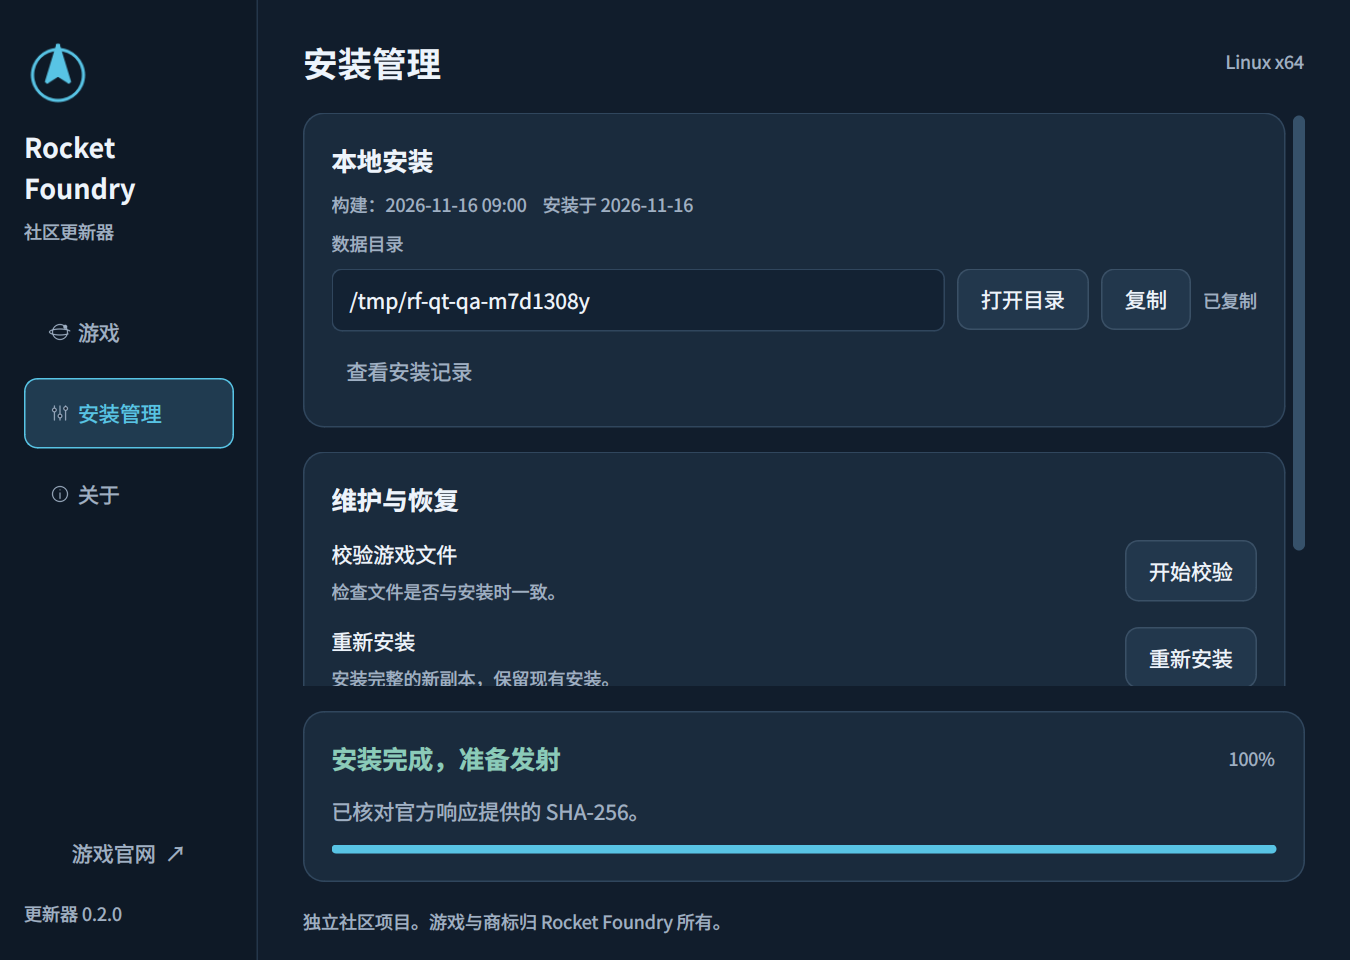 Rocket
Foundry
社区更新器
游戏
安装管理
关于
游戏官网 ↗
更新器 0.2.0
安装管理
Linux x64
本地安装
构建：2026-11-16 09:00 安装于 2026-11-16
数据目录
/tmp/rf-qt-qa-m7d1308y
打开目录
复制
已复制
查看安装记录
维护与恢复
校验游戏文件
检查文件是否与安装时一致。
开始校验
重新安装
安装完整的新副本，保留现有安装。
重新安装
安装完成，准备发射
100%
已核对官方响应提供的 SHA-256。
独立社区项目。游戏与商标归 Rocket Foundry 所有。